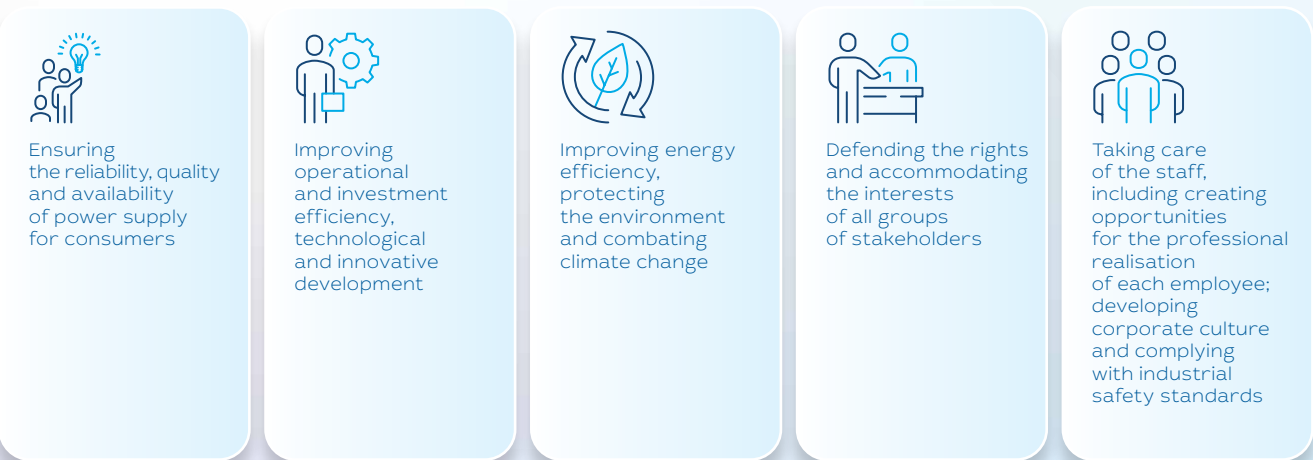 Ensuring
the reliability, quality
and availability
of power supply
for consumers
Improving
operational
and investment
efficiency,
technological
and innovative
development
Improving energy
efficiency,
protecting
the environment
and combating
climate change
Defending the rights
and accommodating
the interests
of all groups
of stakeholders
Taking care
of the staff,
including creating
opportunities
for the professional
realisation
of each employee;
developing
corporate culture
and complying
with industrial
safety standards